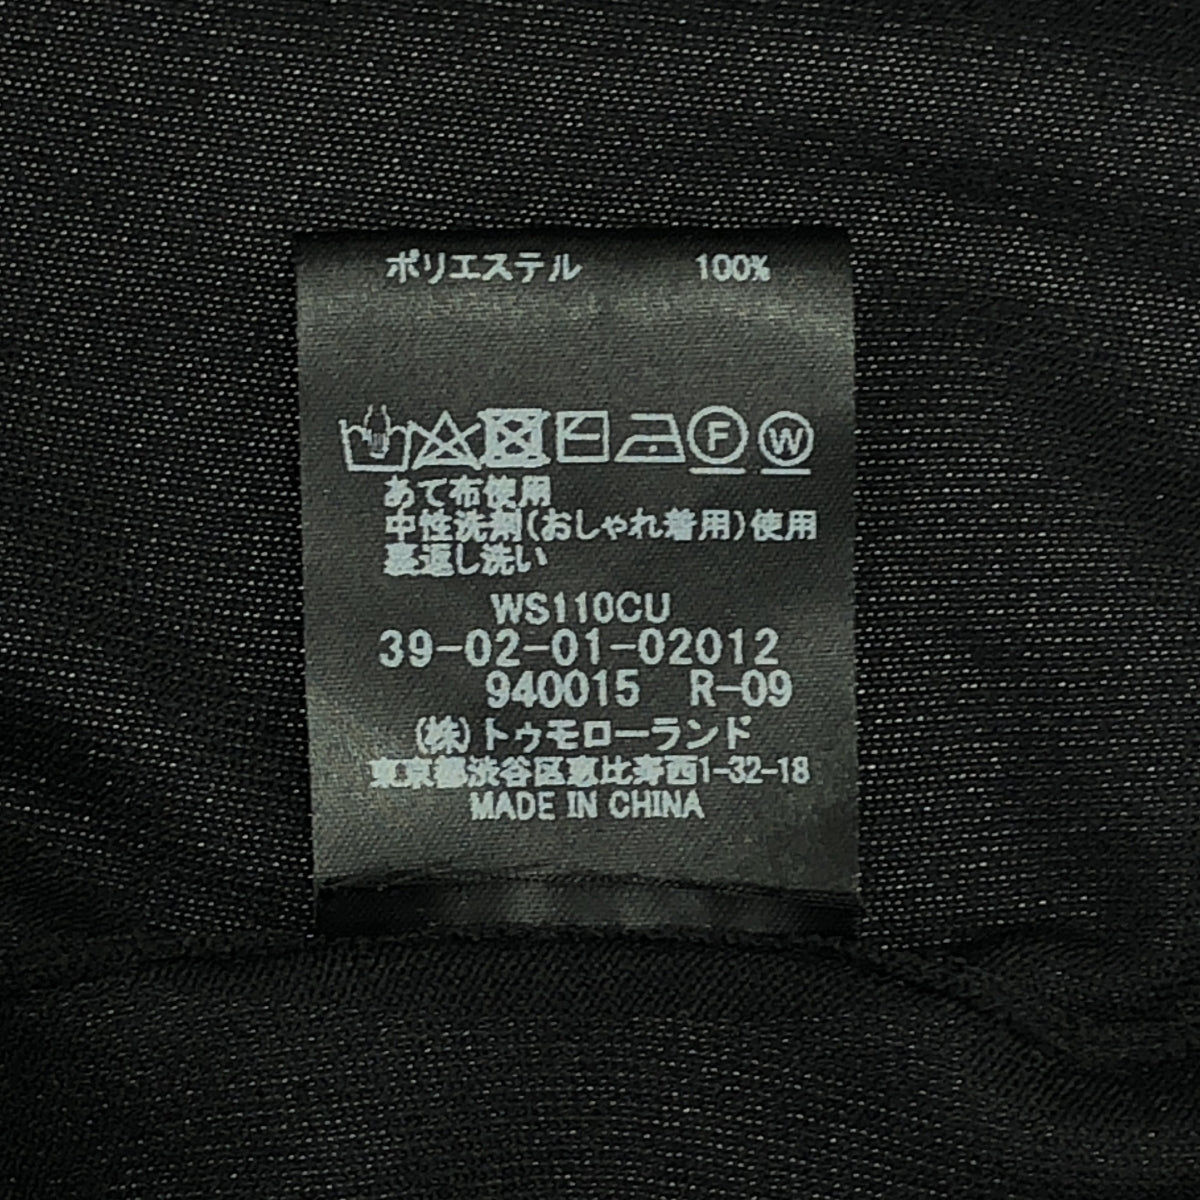 ポリエステル 100%
F W
あて布使用
中性洗剤(おしゃれ着用)使用
裏返し洗い
WS110CU
39-02-01-02012
940015 R-09
(株)トゥモローランド
東京都渋谷区恵比寿西1-32-18
MADE IN CHINA